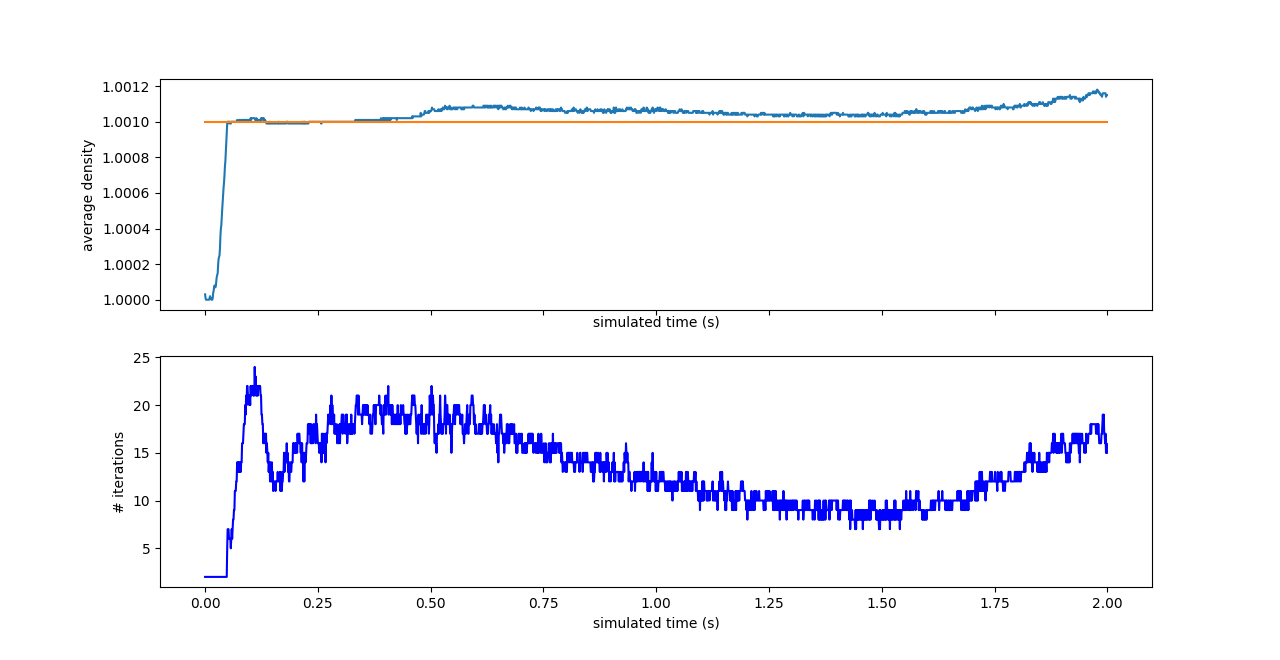 1.0012
1.0010
1.0008
1.0006
1.0004
1.0002
1.0000
average density
simulated time (s)
25
20
15
10
5
# iterations
0.00 0.25 0.50 0.75 1.00 1.25 1.50 1.75 2.00
simulated time (s)